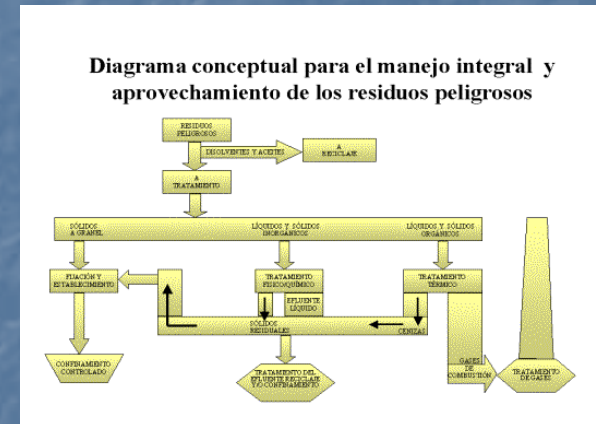 Diagrama conceptual para el manejo integral y
aprovechamiento de los residuos peligrosos
RESIDUOS
PELIGROSOS
DISOLVENTES Y ACEITES
A
RECICLAJE
A
TRATAMIENTO
SÓLIDOS
A GRANEL
LÍQUIDOS Y SÓLIDOS
INORGÁNICOS
LÍQUIDOS Y SÓLIDOS
ORGÁNICOS
FIJACIÓN Y
ESTABLECIMIENTO
TRATAMIENTO
FISICO/QUÍMICO
TRATAMIENTO
TÉRMICO
EFLUENTE
LÍQUIDO
SÓLIDOS
RESIDUALES
CENIZAS
CONFINAMIENTO
CONTROLADO
TRATAMIENTO DEL
EFLUENTE RECICLAJE
Y/O CONFINAMIENTO
GASES
DE
COMBUSTIÓN
TRATAMIENTO
DE GASES